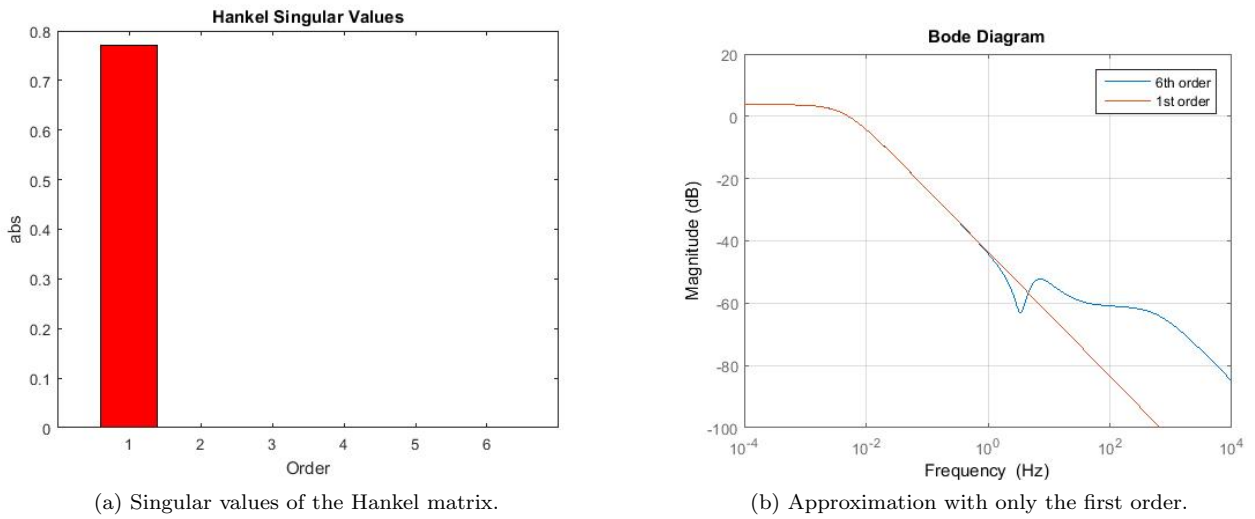 Hankel Singular Values
abs
0.8
0.7
0.6
0.5
0.4
0.3
0.2
0.1
0
1 2 3 4 5 6
Order
(a) Singular values of the Hankel matrix.
Bode Diagram
6th order
1st order
Magnitude (dB)
20
0
-20
-40
-60
-80
-100
10^-4 10^-2 10^0 10^2 10^4
Frequency (Hz)
(b) Approximation with only the first order.